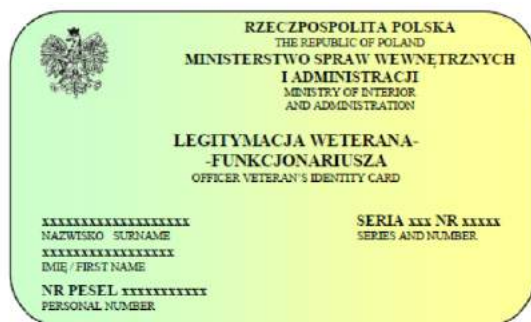 RZECZPOSPOLITA POLSKA
THE REPUBLIC OF POLAND
MINISTERSTWO SPRAW WEWNĘTRZNYCH
I ADMINISTRACJI
MINISTRY OF INTERIOR
AND ADMINISTRATION
LEGITYMACJA WETERANA-
-FUNKCJONARIUSZA
OFFICER VETERAN'S IDENTITY CARD
xxxxxxxxxxxxxxxxxxx
NAZWISKO SURNAME
xxxxxxxxxxxxxxxxx
IMIĘ / FIRST NAME
NR PESEL xxxxxxxxxxx
PERSONAL NUMBER
SERIA xxx NR xxxxx
SERIES AND NUMBER